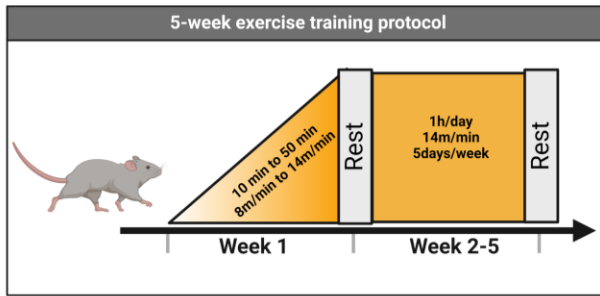 5-week exercise training protocol
10 min to 50 min
8m/min to 14m/min
Rest
1h/day
14m/min
5days/week
Rest
Week 1
Week 2-5